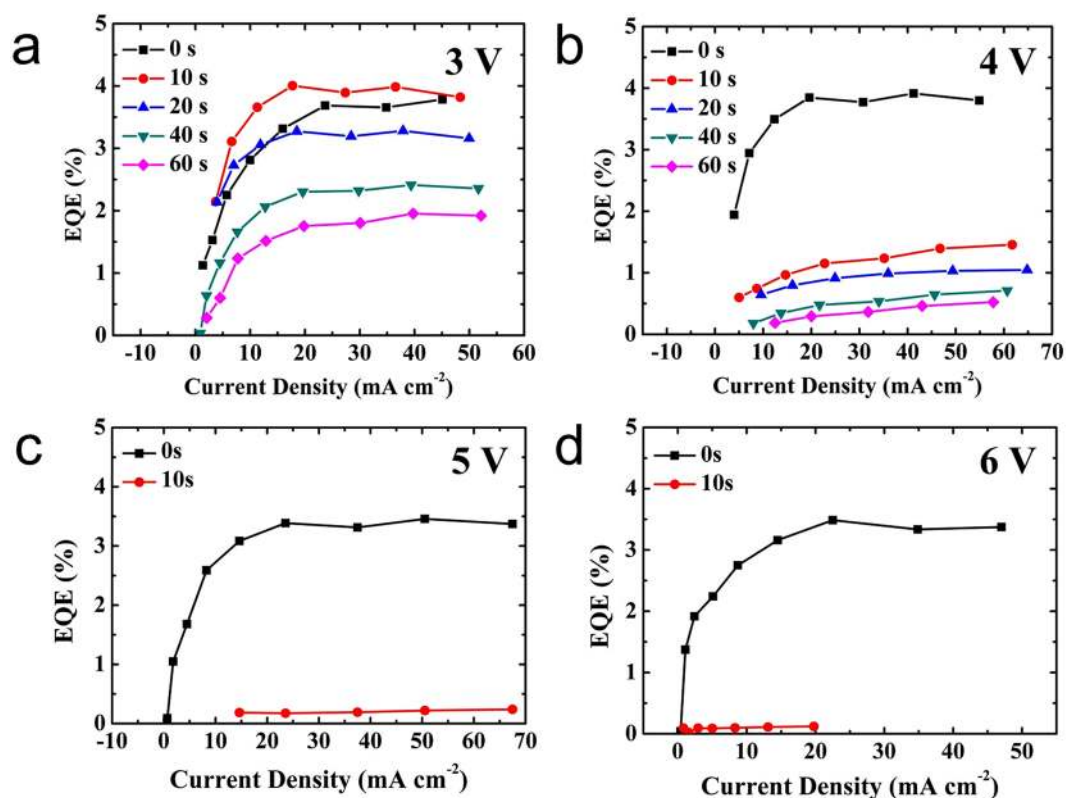 a
3 V
0 s
10 s
20 s
40 s
60 s
EQE (%)
5
4
3
2
1
0
-10 0 10 20 30 40 50 60
Current Density (mA cm-2)
b
4 V
0 s
10 s
20 s
40 s
60 s
EQE (%)
5
4
3
2
1
0
-10 0 10 20 30 40 50 60 70
Current Density (mA cm-2)
c
5 V
0s
10s
EQE (%)
5
4
3
2
1
0
-10 0 10 20 30 40 50 60 70
Current Density (mA cm-2)
d
6 V
0s
10s
EQE (%)
5
4
3
2
1
0
0 10 20 30 40 50
Current Density (mA cm-2)